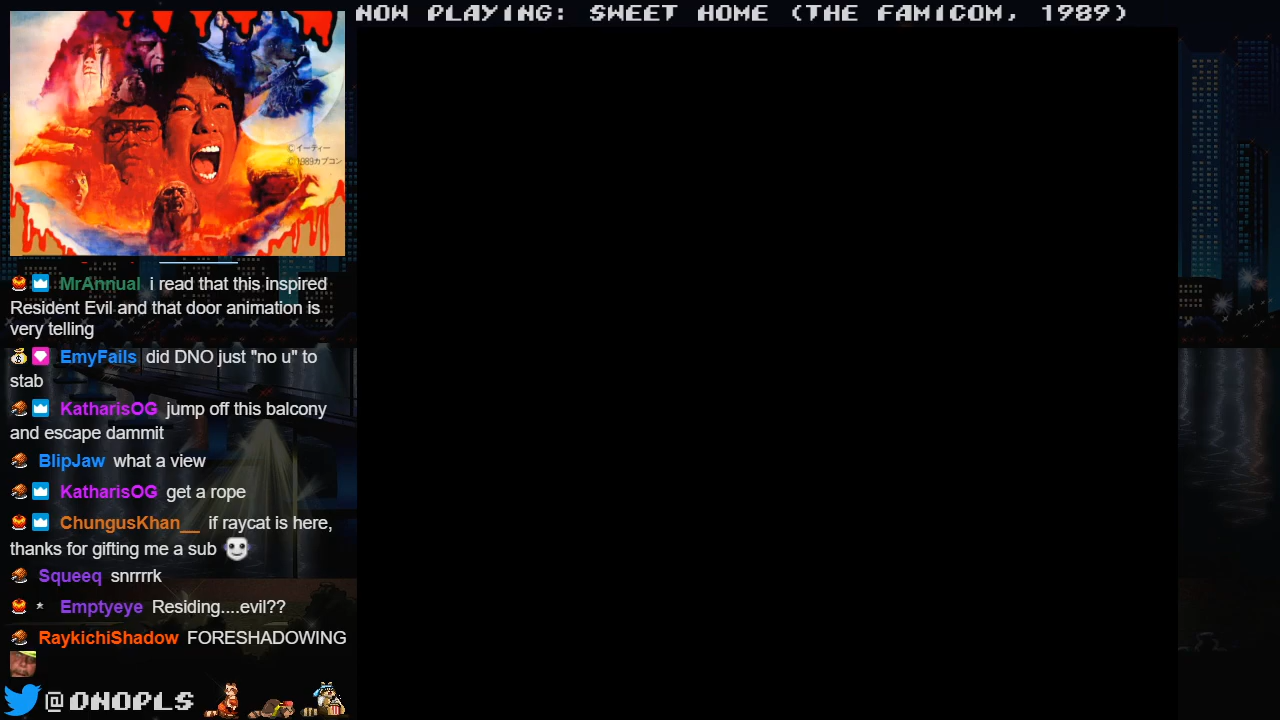 NOW PLAYING: SWEET HOME (THE FAMICOM, 1989)
©イーティー
©1989カプコン
MrAnnual i read that this inspired
Resident Evil and that door animation is
very telling
EmyFails did DNO just "no u" to
stab
KatharisOG jump off this balcony
and escape dammit
BlipJaw what a view
KatharisOG get a rope
ChungusKhan__ if raycat is here,
thanks for gifting me a sub
Squeeq snrrrrk
* Emptyeye Residing....evil??
RaykichiShadow FORESHADOWING
@DNOPLS